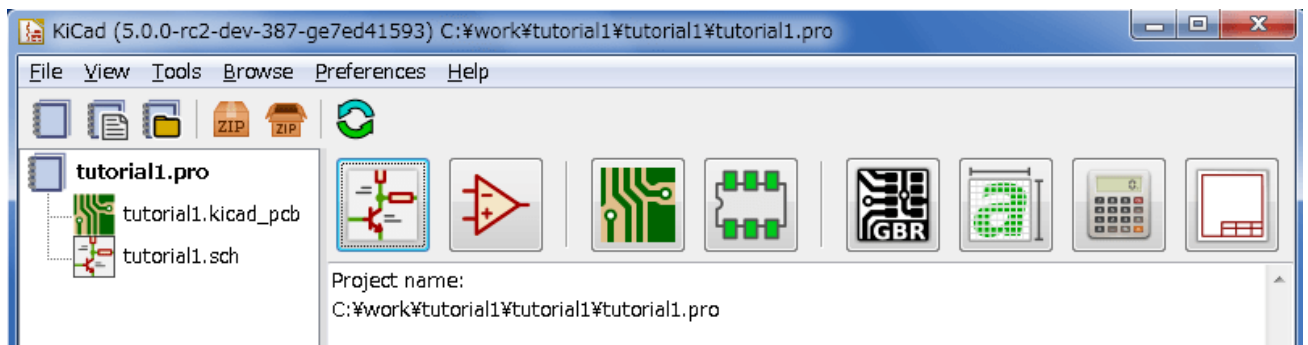 KiCad (5.0.0-rc2-dev-387-ge7ed41593) C:¥work¥tutorial1¥tutorial1¥tutorial1.pro
File View Tools Browse Preferences Help
ZIP ZIP
tutorial1.pro
tutorial1.kicad_pcb
tutorial1.sch
GBR a 0.
Project name:
C:¥work¥tutorial1¥tutorial1¥tutorial1.pro